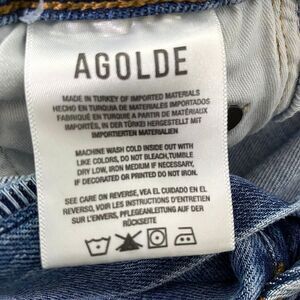 AGOLDE
MADE IN TURKEY OF IMPORTED MATERIALS
HECHO EN TURQUIA DE MATERIALES IMPORTADOS
FABRIQUÉ EN TURQUIA A PARTIR DE MATÉRIAUX
IMPORTÉS, IN DER TÜRKEI HERGESTELLT MIT
IMPORTIERTEN MATERIALIEN
MACHINE WASH COLD INSIDE OUT WITH
LIKE COLORS, DO NOT BLEACH,TUMBLE
DRY LOW, IRON MEDIUM IF NECESSARY.
IF DECORATED OR PRINTED DO NOT IRON.
SEE CARE ON REVERSE, VEA EL CUIDADO EN EL
REVERSO, VOIR LES INSTRUCTIONS D'ENTRETIEN
SUR L'ENVERS, PFLEGEANLEITUNG AUF DER
RÜCKSEITE